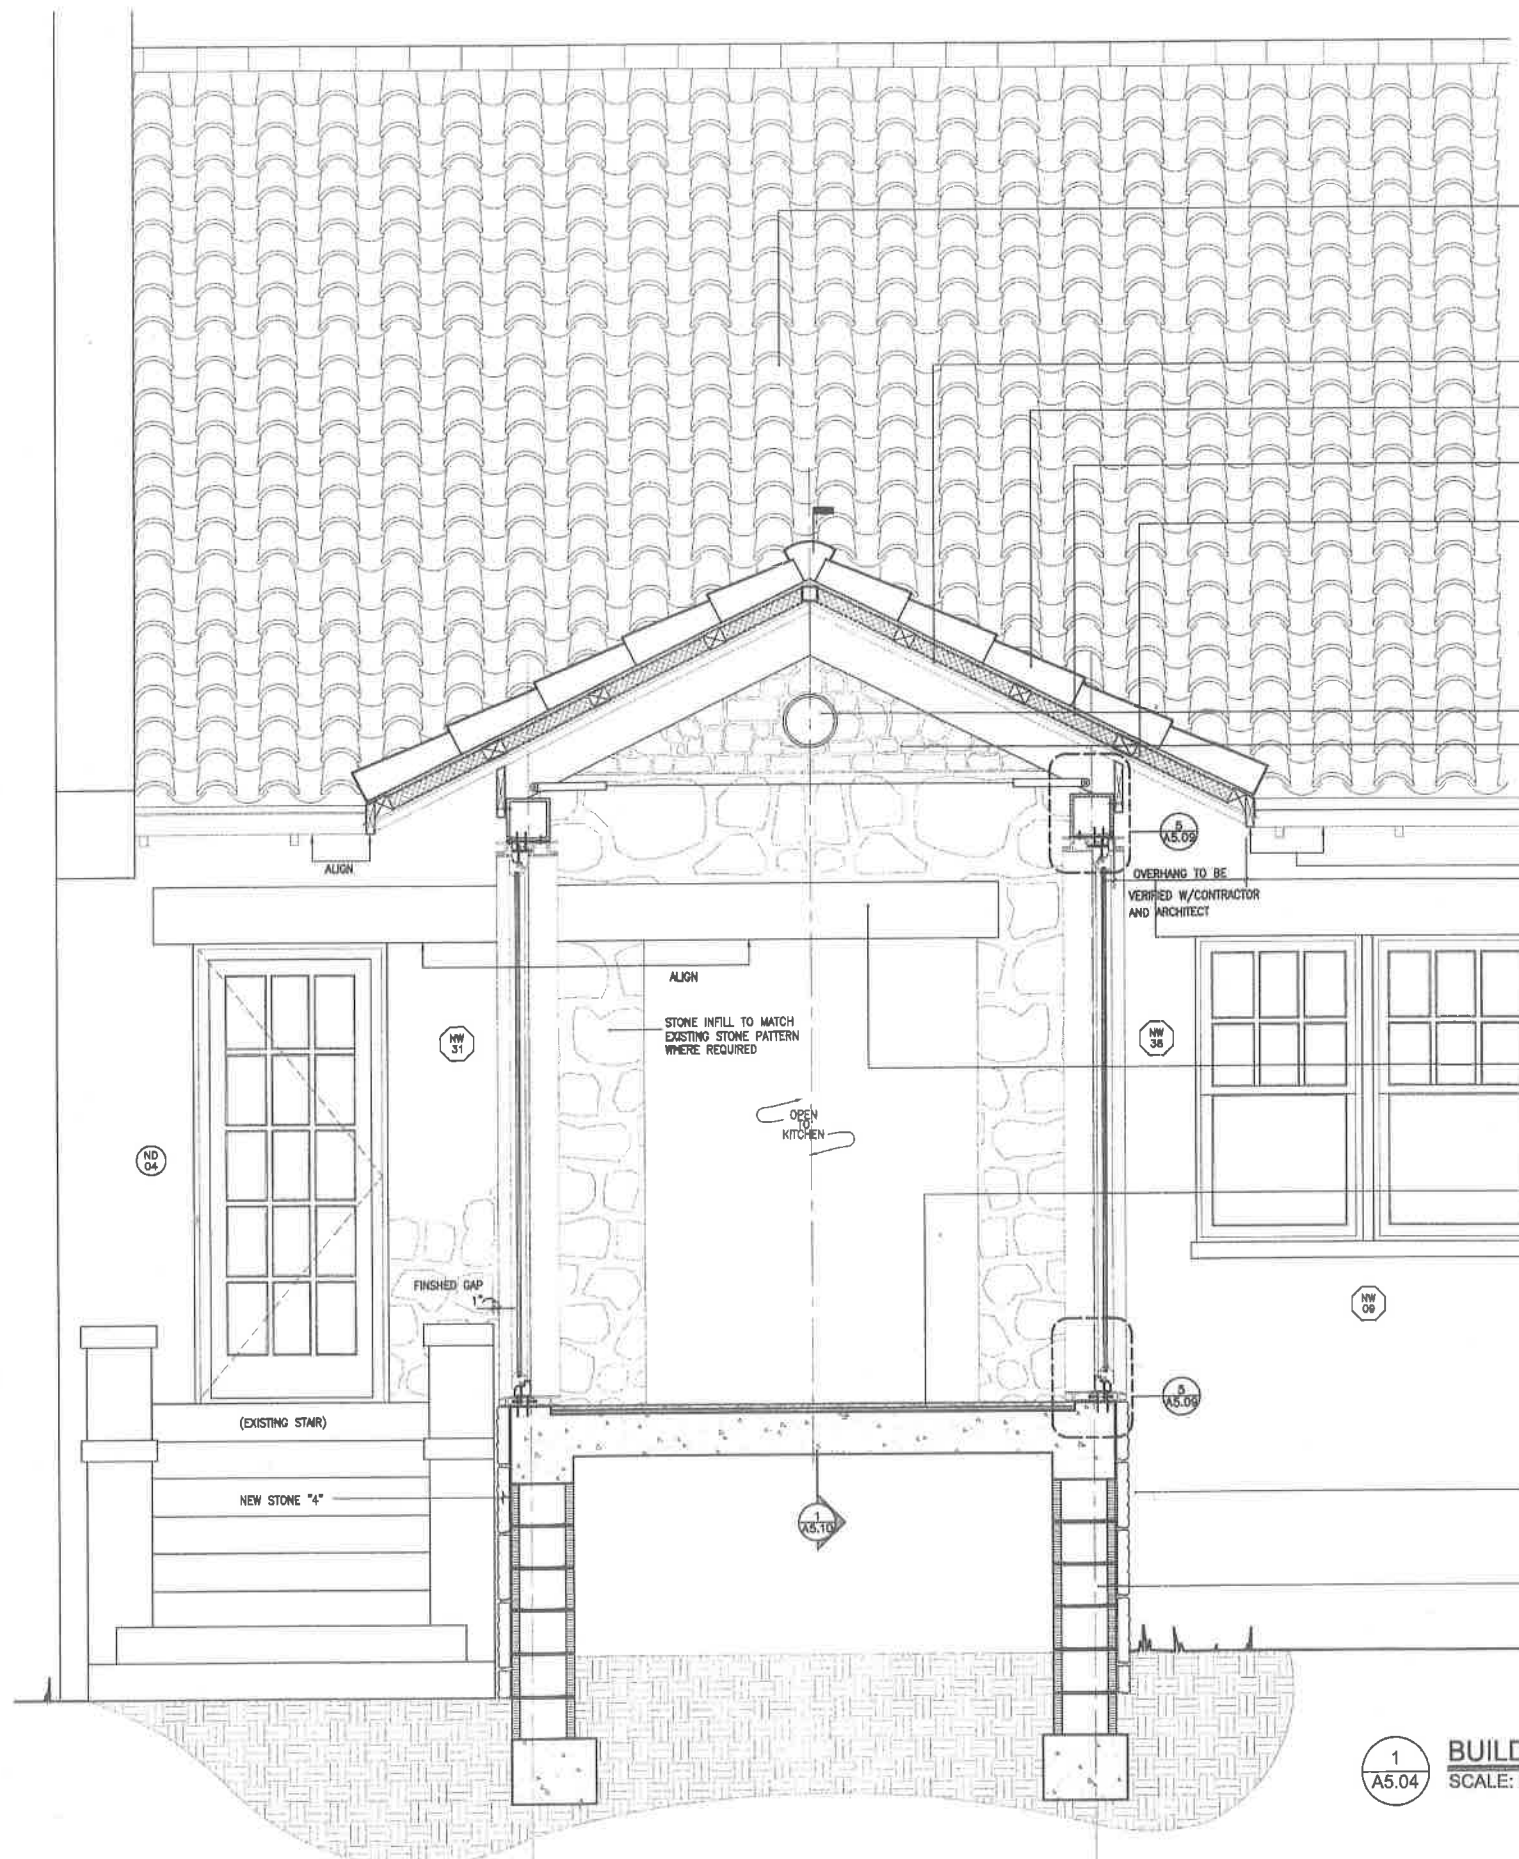 ALIGN
5
A5.09
OVERHANG TO BE
VERIFIED W/CONTRACTOR
AND ARCHITECT
ALIGN
STONE INFILL TO MATCH
EXISTING STONE PATTERN
WHERE REQUIRED
NW
31
NW
38
OPEN
TO
KITCHEN
ND
04
FINSHED GAP
1"
NW
09
(EXISTING STAIR)
5
A5.09
NEW STONE "4"
1
A5.10
1
A5.04
BUILD
SCALE: